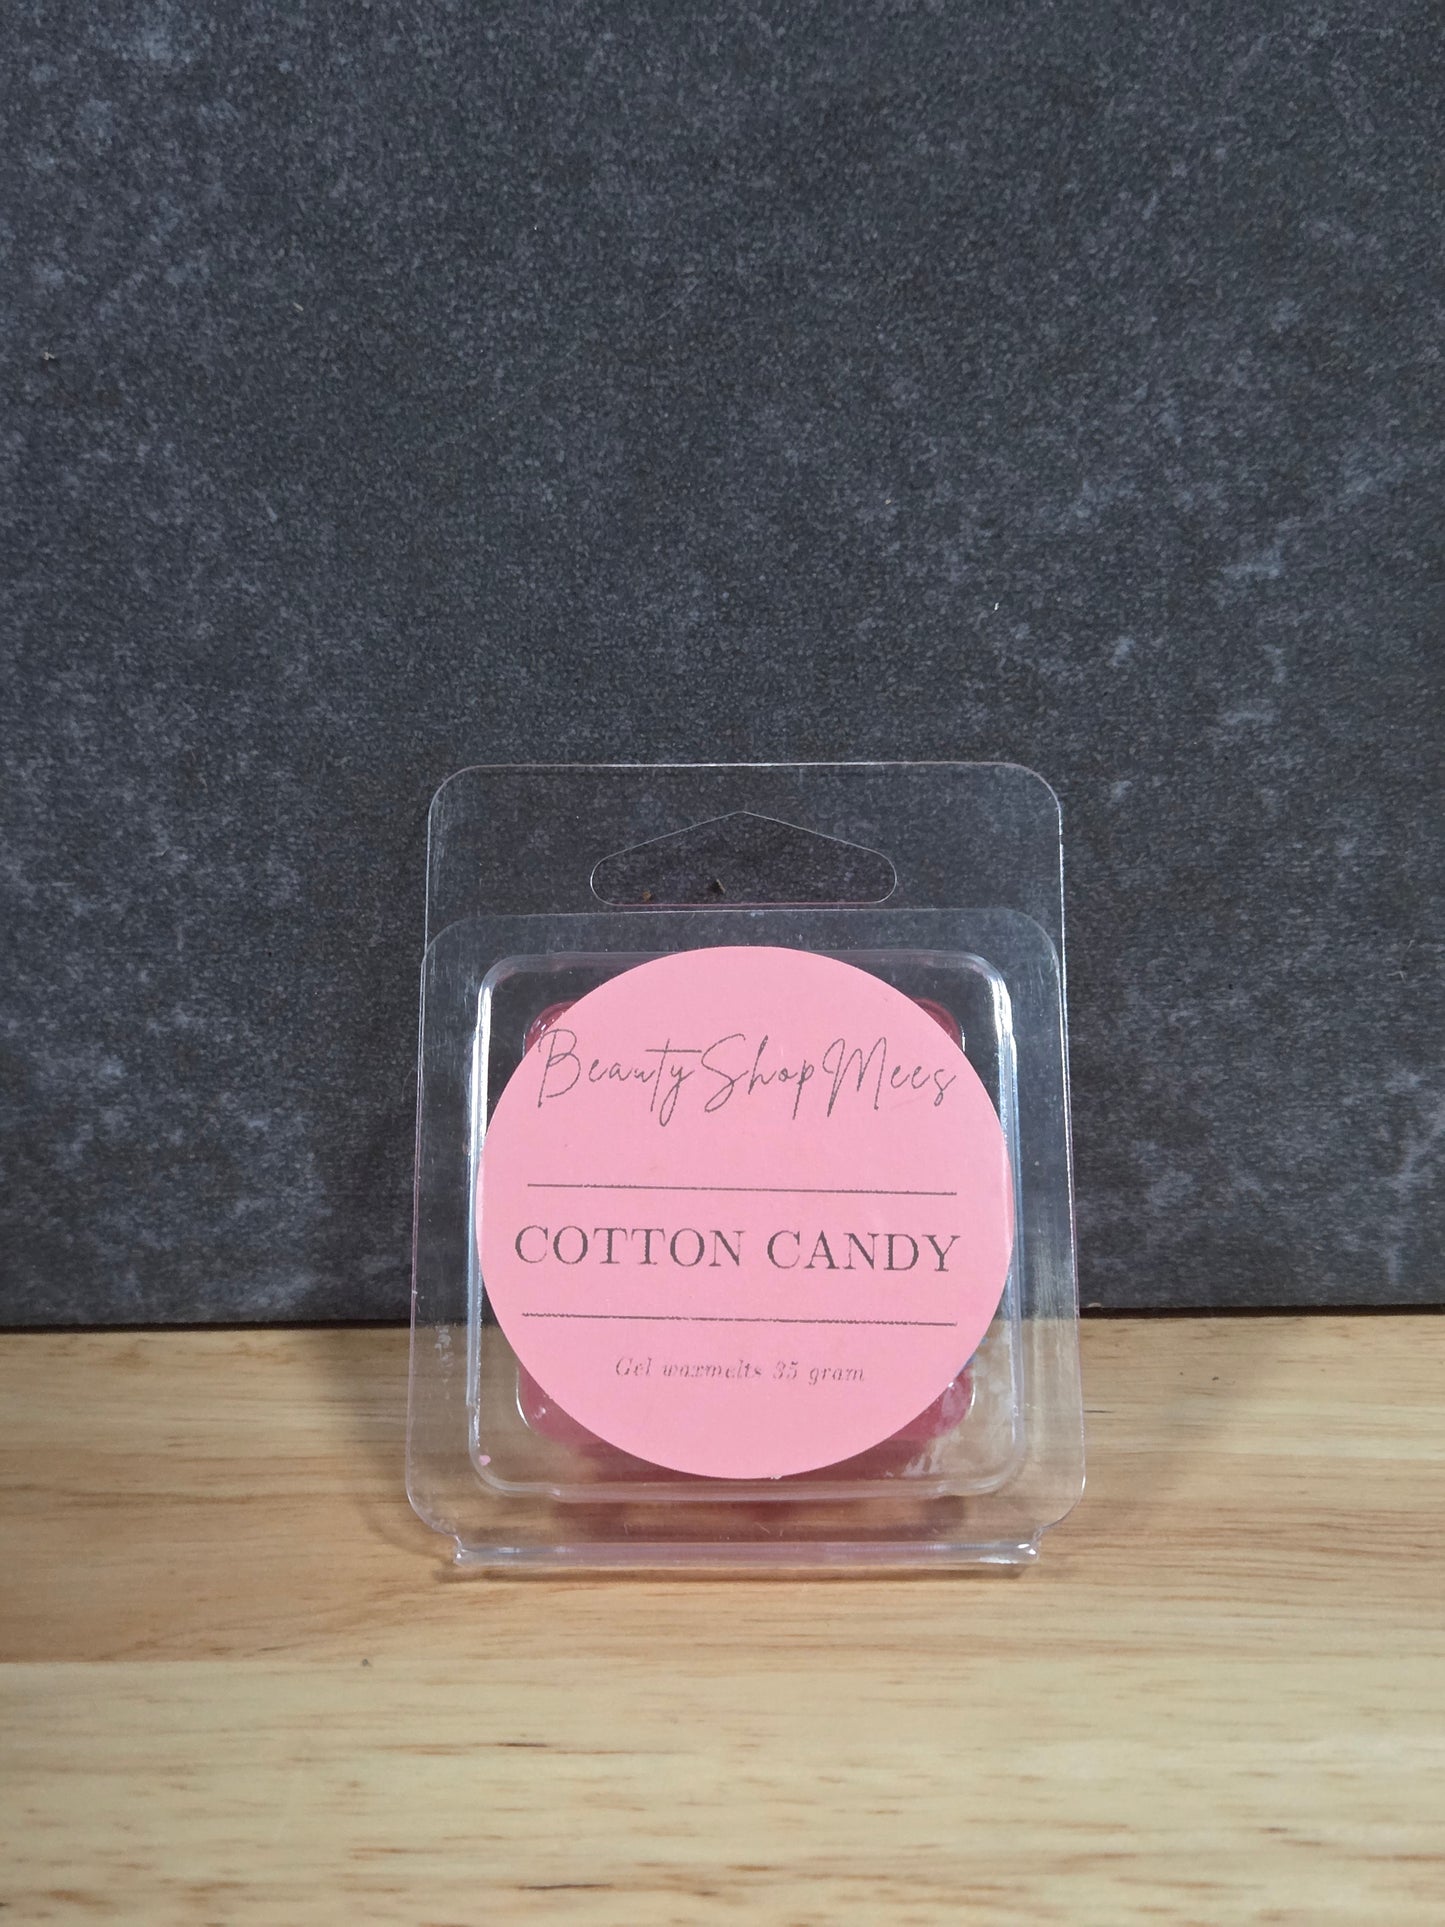 BeautyShopMees
COTTON CANDY
Gel waxmelts 35 gram